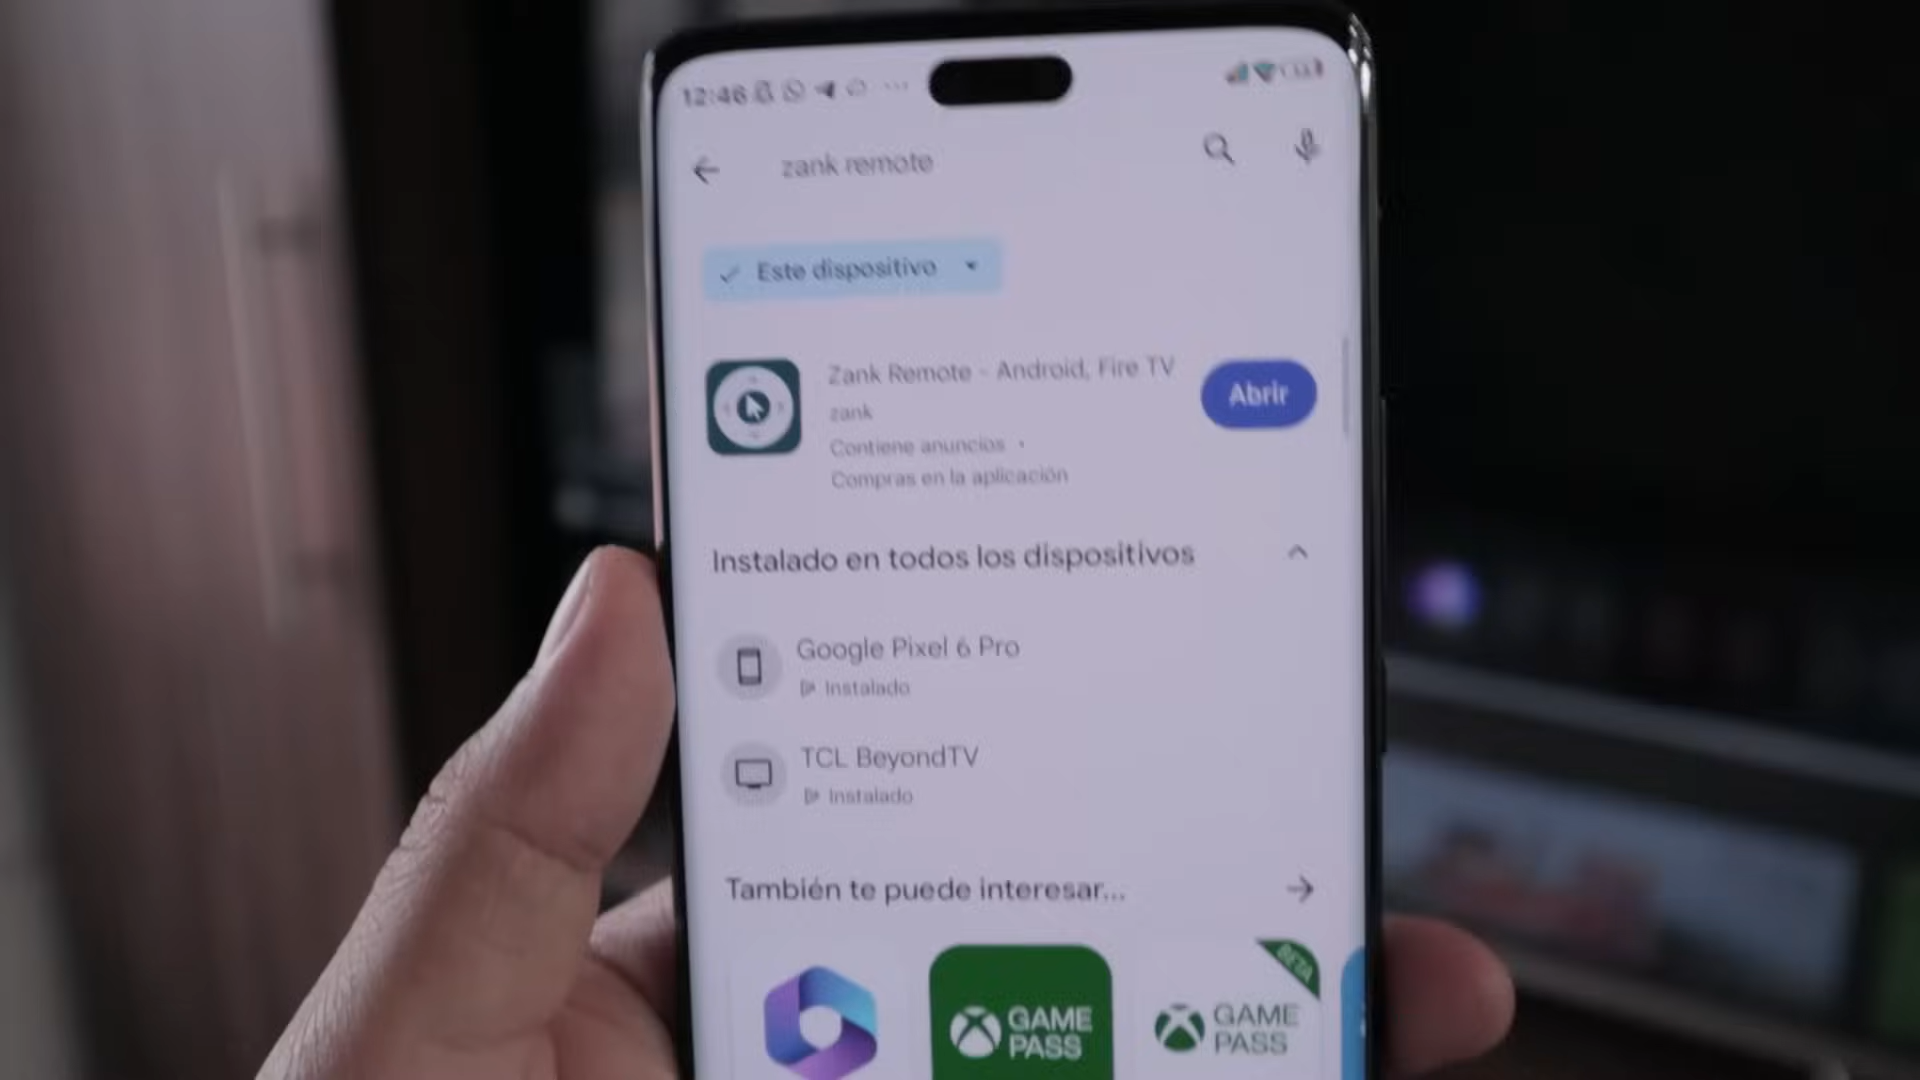 12:46
zank remote
Este dispositivo
Zank Remote - Android, Fire TV
zank
Contiene anuncios •
Compras en la aplicación
Abrir
Instalado en todos los dispositivos
Google Pixel 6 Pro
Instalado
TCL BeyondTV
Instalado
También te puede interesar...
GAME
PASS
BETA
GAME
PASS